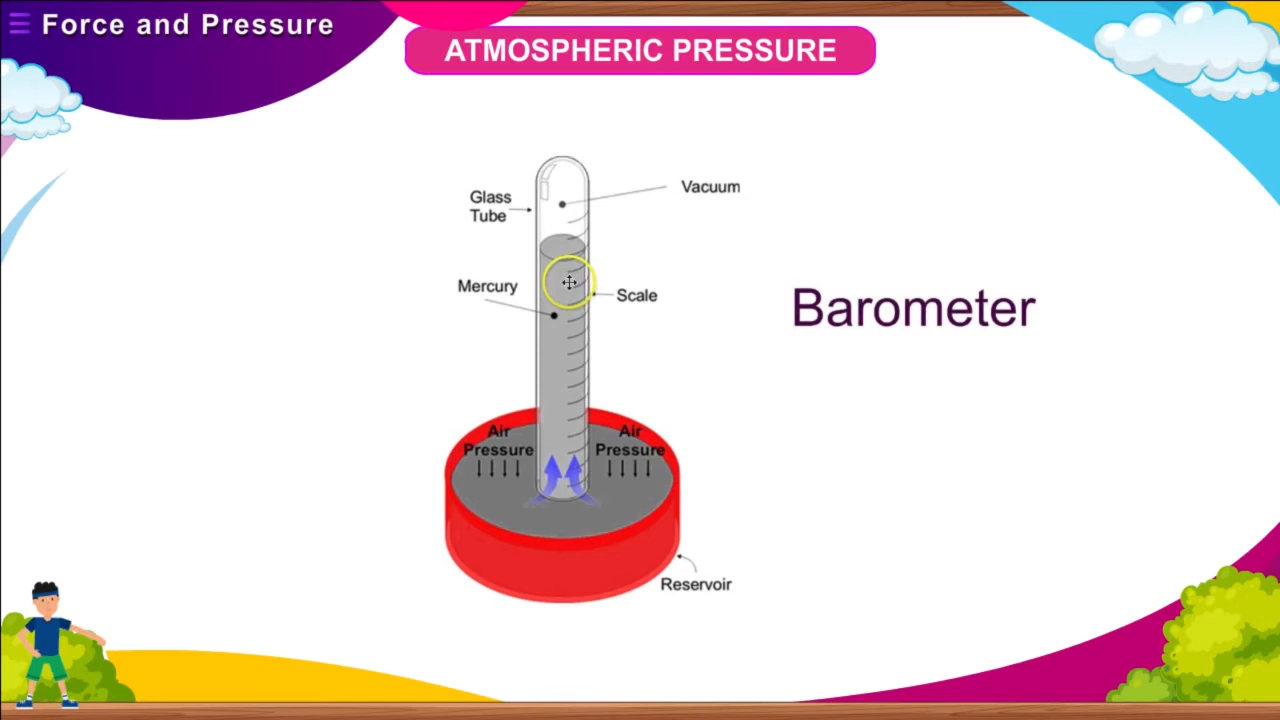 Force and Pressure
ATMOSPHERIC PRESSURE
Vacuum
Glass
Tube
Mercury
Scale
Barometer
Air
Pressure
Air
Pressure
Reservoir